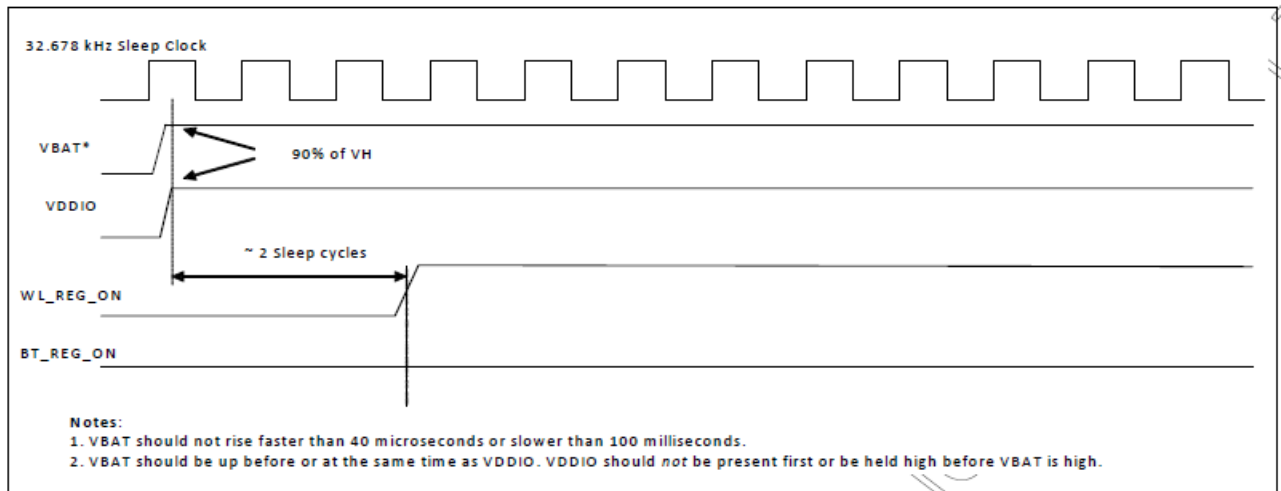 32.678 kHz Sleep Clock
VBAT*
90% of VH
VDDIO
~ 2 Sleep cycles
WL_REG_ON
BT_REG_ON
Notes:
1. VBAT should not rise faster than 40 microseconds or slower than 100 milliseconds.
2. VBAT should be up before or at the same time as VDDIO. VDDIO should not be present first or be held high before VBAT is high.